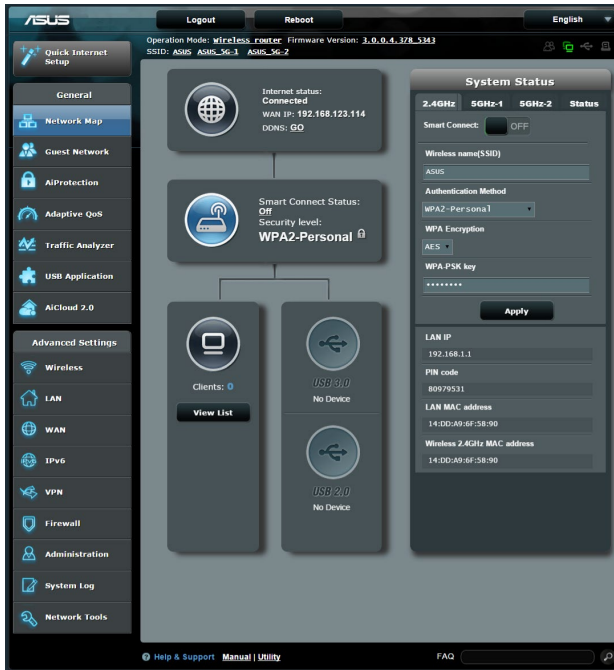 ASUS
Logout
Reboot
English
Operation Mode: Wireless router Firmware Version: 3.0.0.4.378_5343
SSID: ASUS ASUS_5G-1 ASUS_5G-2
Quick Internet Setup
General
Network Map
Guest Network
AiProtection
Adaptive QoS
Traffic Analyzer
USB Application
AiCloud 2.0
Advanced Settings
Wireless
LAN
WAN
IPv6
VPN
Firewall
Administration
System Log
Network Tools
Internet status:
Connected
WAN IP: 192.168.123.114
DDNS: GO
Smart Connect Status:
Off
Security level:
WPA2-Personal
Clients: 0
View List
USB 3.0
No Device
USB 2.0
No Device
System Status
2.4GHz 5GHz-1 5GHz-2 Status
Smart Connect: OFF
Wireless name(SSID)
ASUS
Authentication Method
WPA2-Personal
WPA Encryption
AES
WPA-PSK key
••••••••
Apply
LAN IP
192.168.1.1
PIN code
80979531
LAN MAC address
14:DD:A9:6F:58:90
Wireless 2.4GHz MAC address
14:DD:A9:6F:58:90
Help & Support Manual | Utility
FAQ